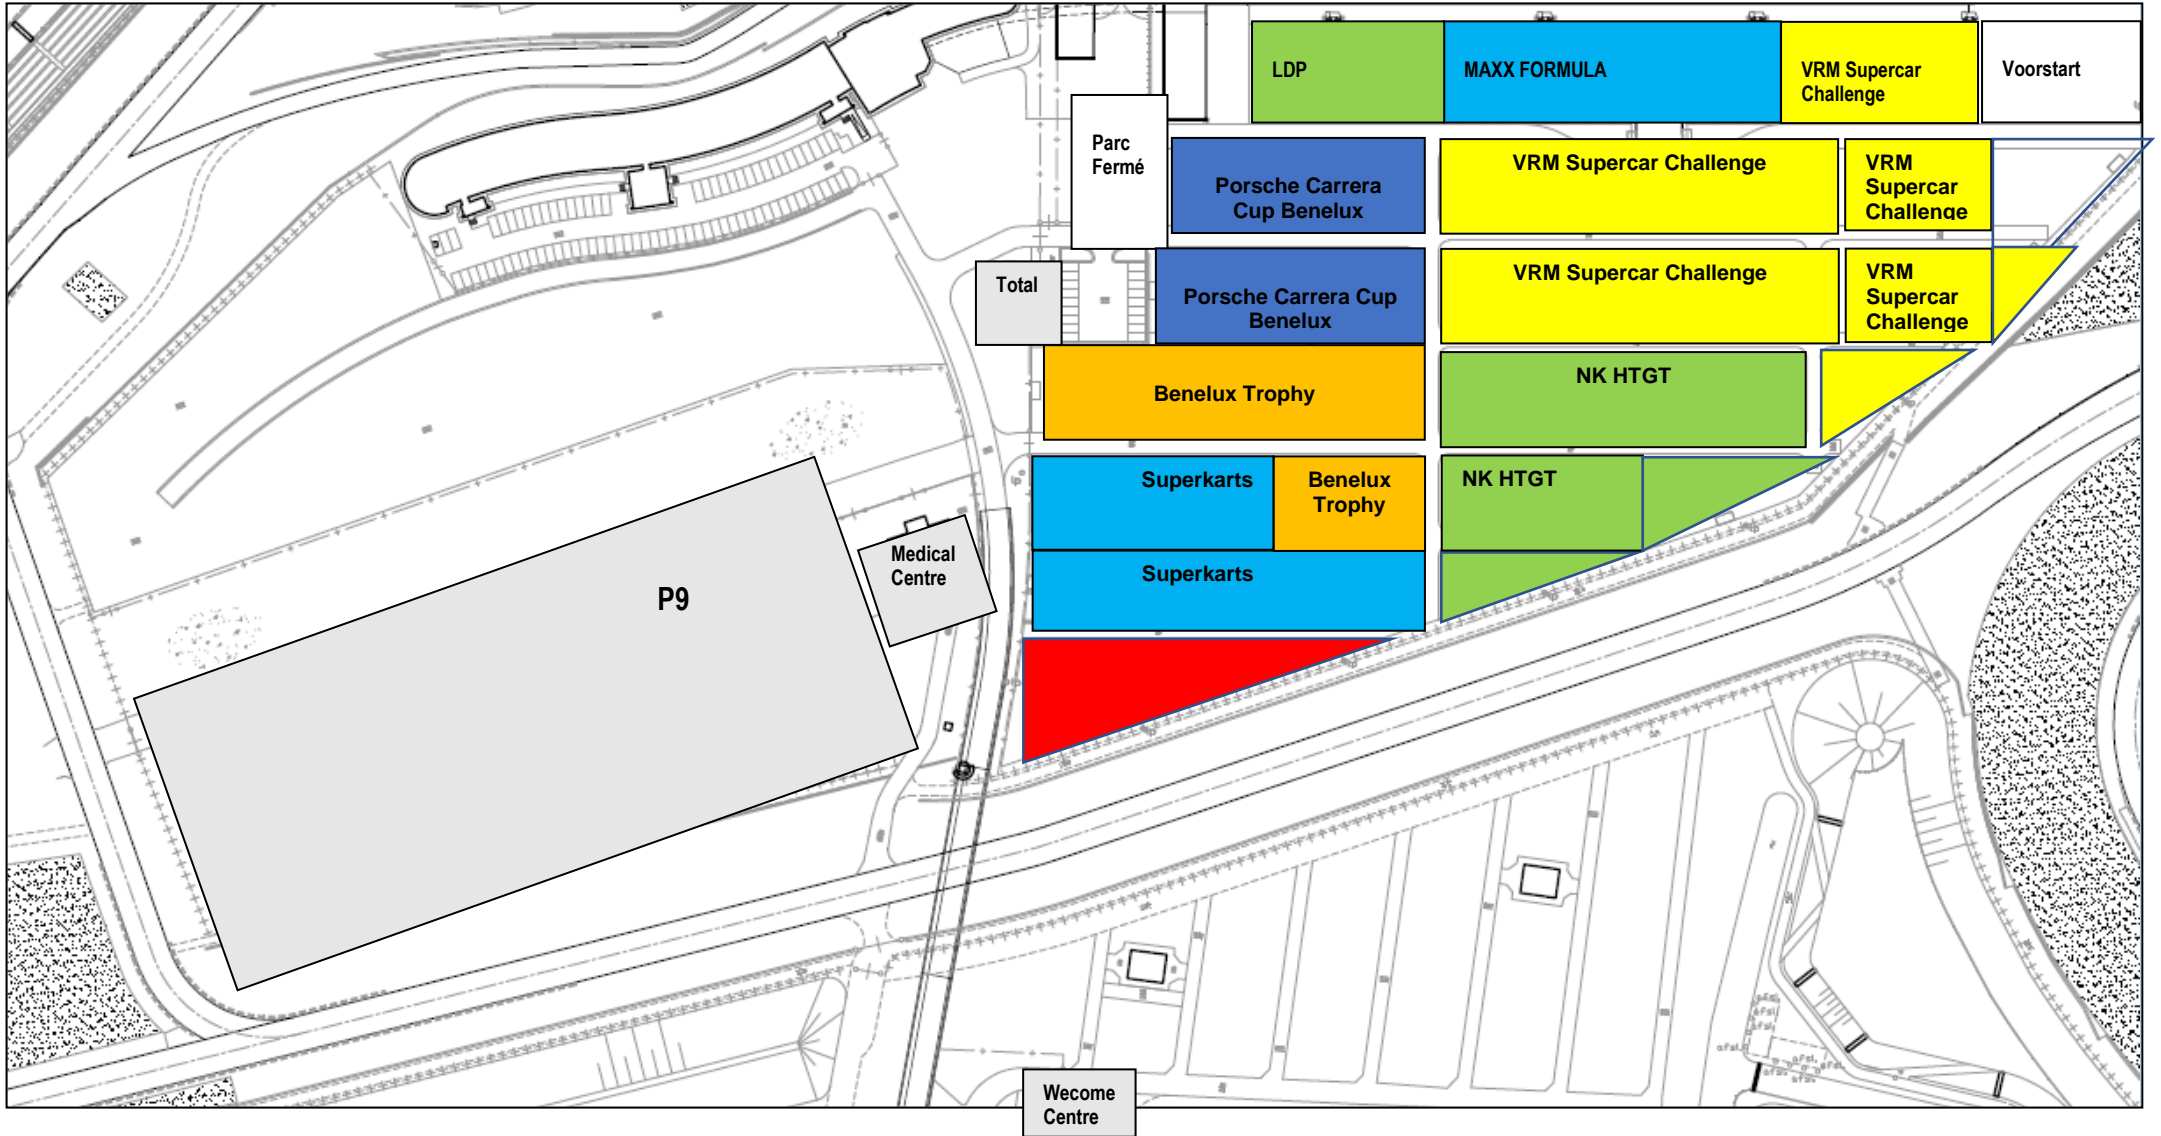 LDP
MAXX FORMULA
VRM Supercar
Challenge
Voorstart
Parc
Fermé
Porsche Carrera
Cup Benelux
VRM Supercar Challenge
VRM
Supercar
Challenge
Total
Porsche Carrera Cup
Benelux
VRM Supercar Challenge
VRM
Supercar
Challenge
Benelux Trophy
NK HTGT
Superkarts
Benelux
Trophy
NK HTGT
Medical
Centre
Superkarts
P9
Wecome
Centre